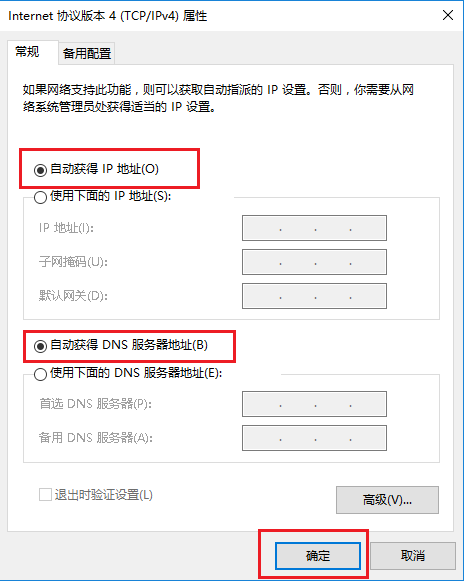 Internet 协议版本 4 (TCP/IPv4) 属性
常规
备用配置
如果网络支持此功能，则可以获取自动指派的 IP 设置。否则，你需要从网
络系统管理员处获得适当的 IP 设置。
自动获得 IP 地址(O)
使用下面的 IP 地址(S):
IP 地址(I):
子网掩码(U):
默认网关(D):
自动获得 DNS 服务器地址(B)
使用下面的 DNS 服务器地址(E):
首选 DNS 服务器(P):
备用 DNS 服务器(A):
退出时验证设置(L)
高级(V)...
确定
取消